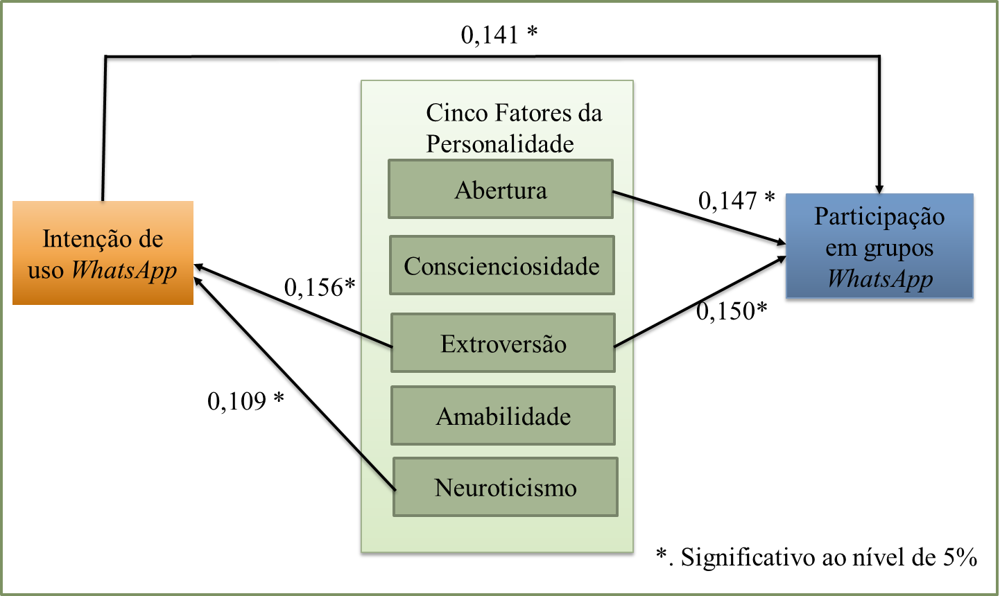 0,141 *
Cinco Fatores da
Personalidade
Abertura
0,147 *
Participação
em grupos
WhatsApp
Intenção de
uso WhatsApp
Conscienciosidade
0,156*
0,150*
Extroversão
0,109 *
Amabilidade
Neuroticismo
*. Significativo ao nível de 5%